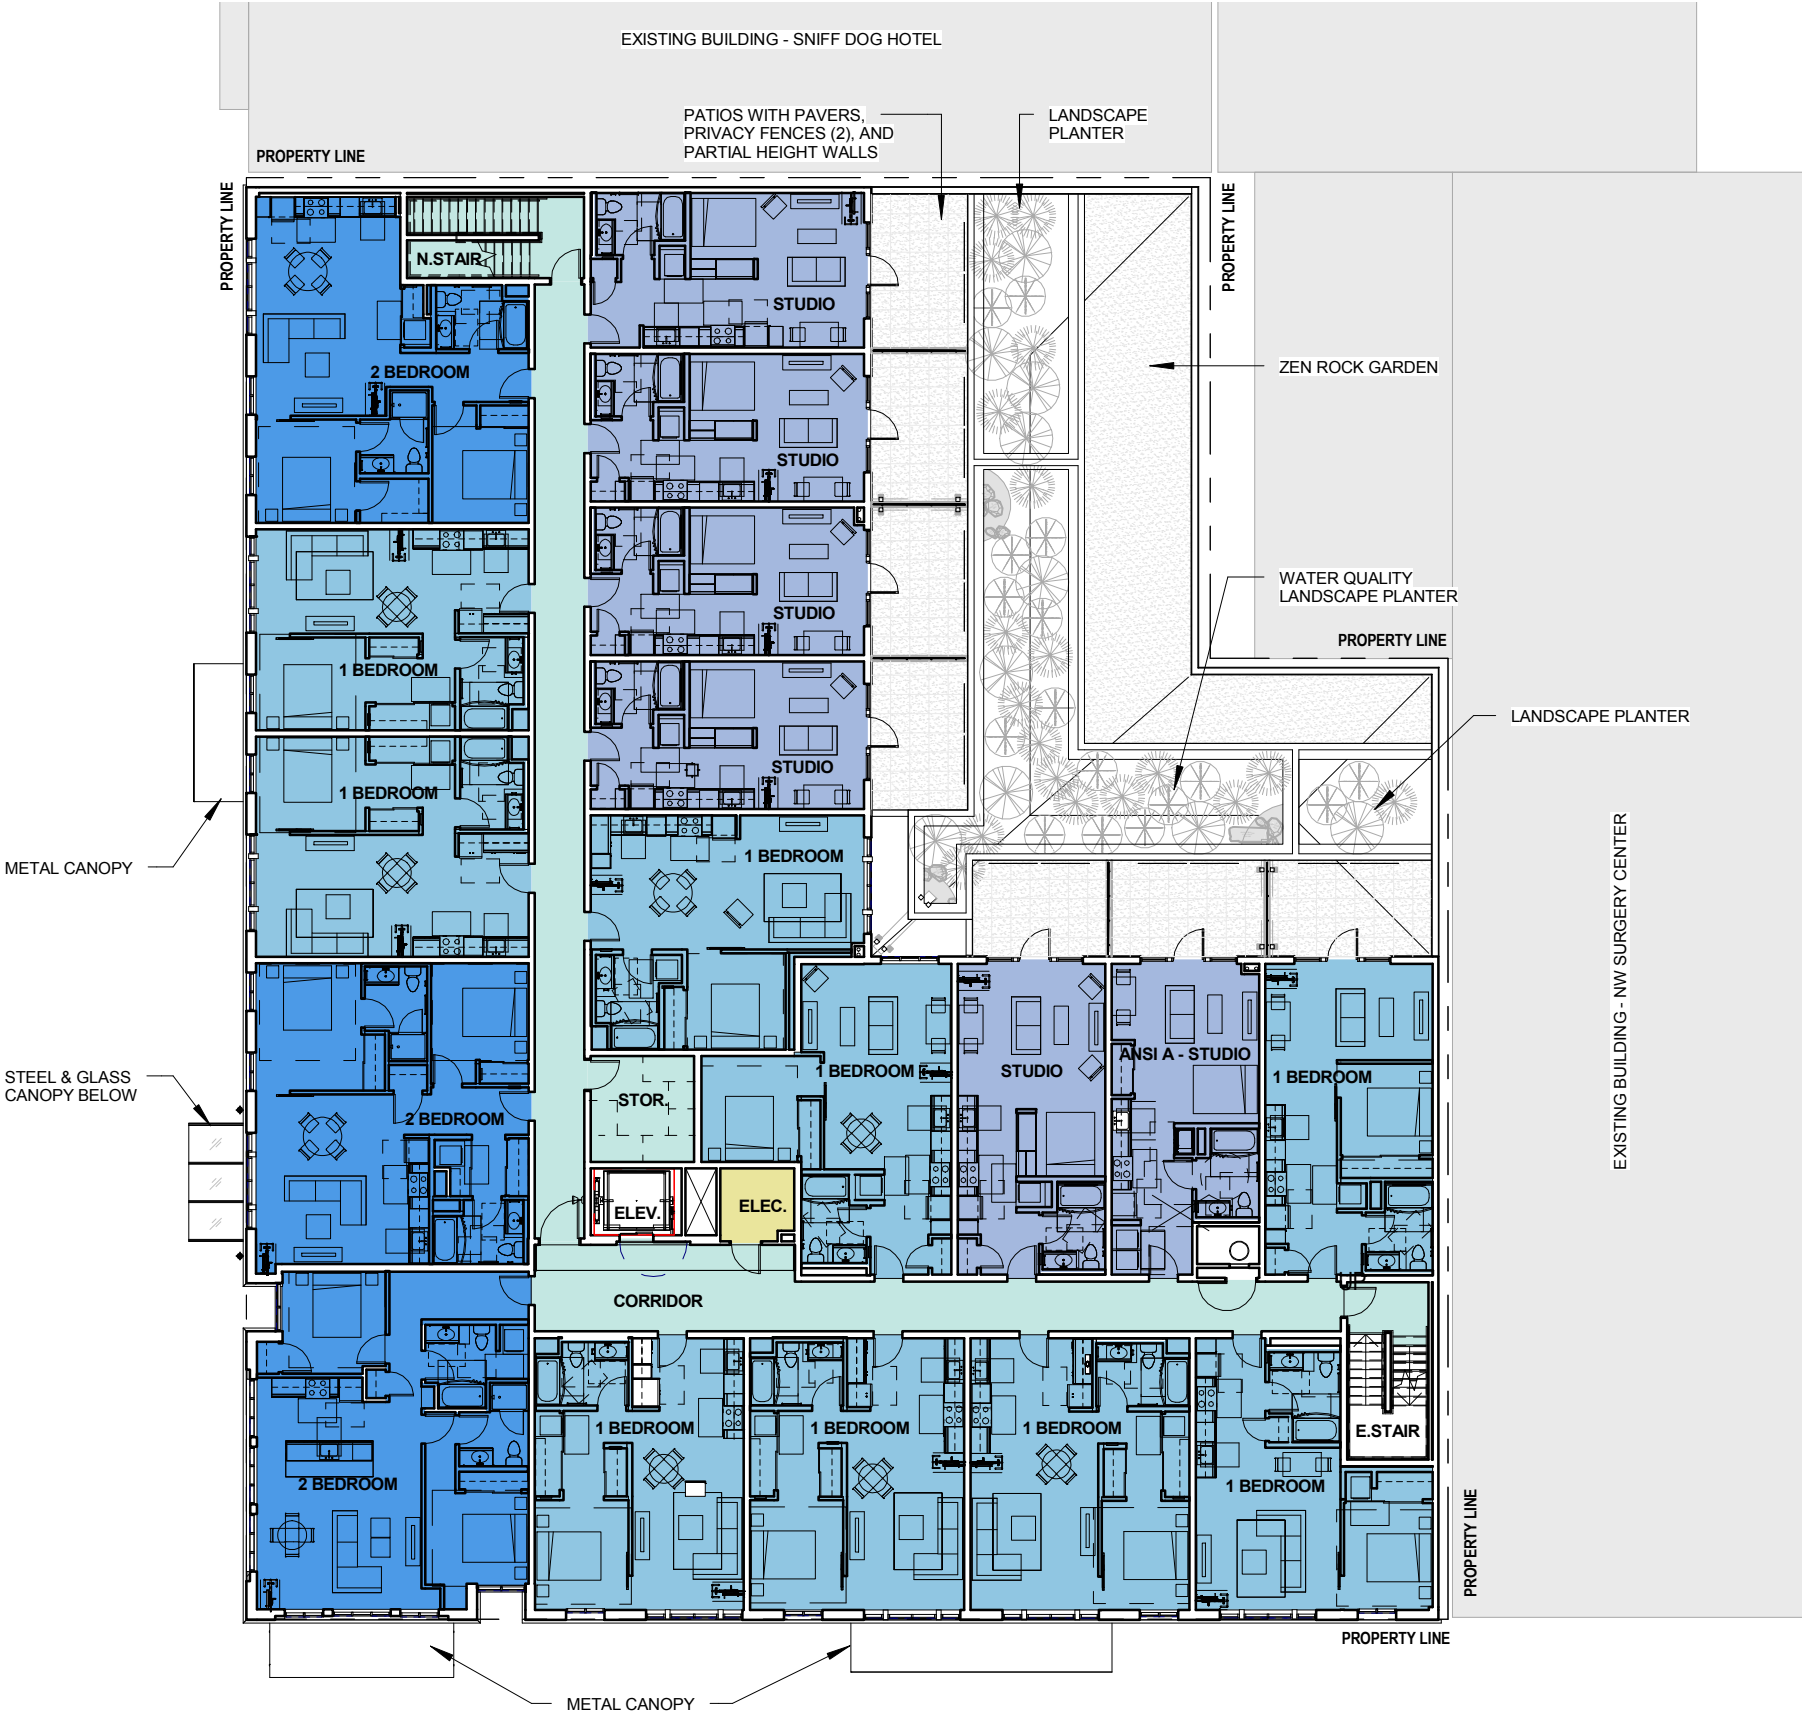 EXISTING BUILDING - SNIFF DOG HOTEL
PATIOS WITH PAVERS,
PRIVACY FENCES (2), AND
PARTIAL HEIGHT WALLS
LANDSCAPE
PLANTER
PROPERTY LINE
PROPERTY LINE
PROPERTY LINE
N.STAIR
STUDIO
2 BEDROOM
ZEN ROCK GARDEN
STUDIO
WATER QUALITY
LANDSCAPE PLANTER
STUDIO
PROPERTY LINE
1 BEDROOM
LANDSCAPE PLANTER
STUDIO
1 BEDROOM
METAL CANOPY
1 BEDROOM
EXISTING BUILDING - NW SURGERY CENTER
STEEL & GLASS
CANOPY BELOW
STOR.
1 BEDROOM
STUDIO
ANSI A - STUDIO
1 BEDROOM
2 BEDROOM
ELEV.
ELEC.
CORRIDOR
1 BEDROOM
1 BEDROOM
1 BEDROOM
E.STAIR
2 BEDROOM
1 BEDROOM
PROPERTY LINE
PROPERTY LINE
METAL CANOPY